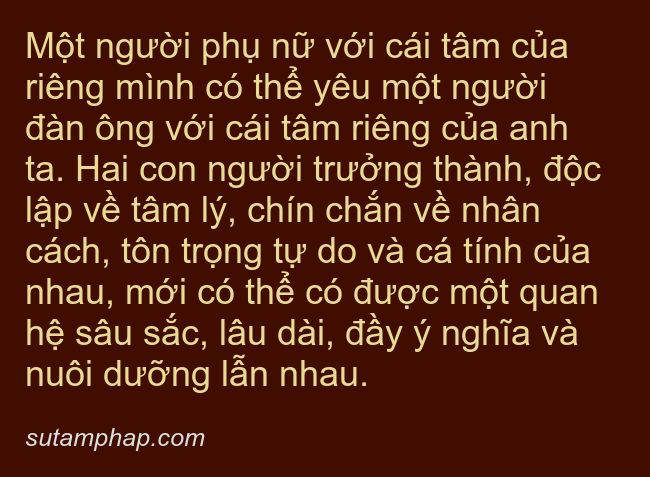 Một người phụ nữ với cái tâm của
riêng mình có thể yêu một người
đàn ông với cái tâm riêng của anh
ta. Hai con người trưởng thành, độc
lập về tâm lý, chín chắn về nhân
cách, tôn trọng tự do và cá tính của
nhau, mới có thể có được một quan
hệ sâu sắc, lâu dài, đầy ý nghĩa và
nuôi dưỡng lẫn nhau.
sutamphap.com